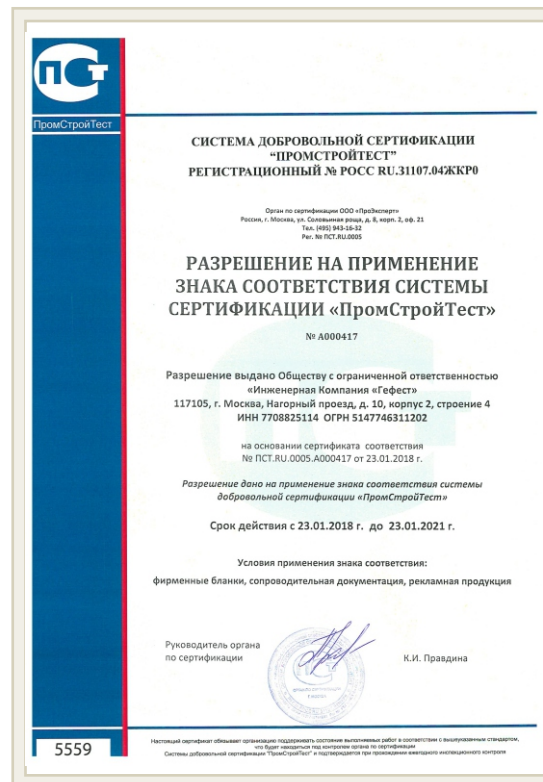 ПСТ
ПромСтройТест
СИСТЕМА ДОБРОВОЛЬНОЙ СЕРТИФИКАЦИИ
“ПРОМСТРОЙТЕСТ”
РЕГИСТРАЦИОННЫЙ № РОСС RU.31107.04ЖКР0
Орган по сертификации ООО «ПроЭксперт»
Россия, г. Москва, ул. Соловьиная роща, д. 8, корп. 2, оф. 21
Тел. (495) 943-16-32
Рег. № ПСТ.RU.0005
РАЗРЕШЕНИЕ НА ПРИМЕНЕНИЕ
ЗНАКА СООТВЕТСТВИЯ СИСТЕМЫ
СЕРТИФИКАЦИИ «ПромСтройТест»
№ А000417
Разрешение выдано Обществу с ограниченной ответственностью
«Инженерная Компания «Гефест»
117105, г. Москва, Нагорный проезд, д. 10, корпус 2, строение 4
ИНН 7708825114 ОГРН 5147746311202
на основании сертификата соответствия
№ ПСТ.RU.0005.А000417 от 23.01.2018 г.
Разрешение дано на применение знака соответствия системы
добровольной сертификации «ПромСтройТест»
Срок действия с 23.01.2018 г. до 23.01.2021 г.
Условия применения знака соответствия:
фирменные бланки, сопроводительная документация, рекламная продукция
Руководитель органа
по сертификации
К.И. Правдина
5559
Настоящий сертификат обязывает организацию поддерживать состояние выполняемых работ в соответствии с вышеуказанным стандартом,
что будет находиться под контролем органа по сертификации
Системы добровольной сертификации "ПромСтройТест" и подтверждается при прохождении ежегодного инспекционного контроля